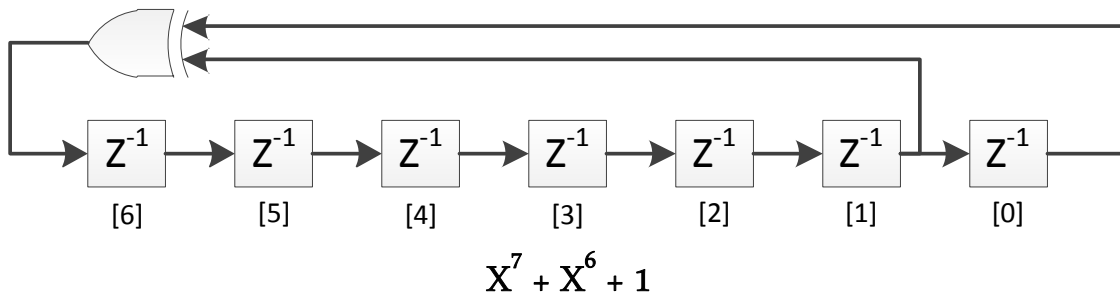 Z⁻¹ Z⁻¹ Z⁻¹ Z⁻¹ Z⁻¹ Z⁻¹ Z⁻¹
[6] [5] [4] [3] [2] [1] [0]
X⁷ + X⁶ + 1